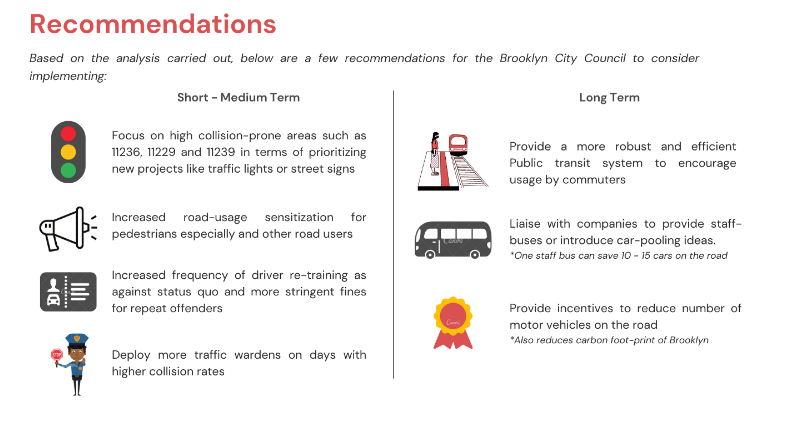 Recommendations
Based on the analysis carried out, below are a few recommendations for the Brooklyn City Council to consider
implementing:
Short - Medium Term
Focus on high collision-prone areas such as
11236, 11229 and 11239 in terms of prioritizing
new projects like traffic lights or street signs
Increased road-usage sensitization for
pedestrians especially and other road users
Increased frequency of driver re-training as
against status quo and more stringent fines
for repeat offenders
STOP
Deploy more traffic wardens on days with
higher collision rates
Long Term
Provide a more robust and efficient
Public transit system to encourage
usage by commuters
Canva
Liaise with companies to provide staff-
buses or introduce car-pooling ideas.
*One staff bus can save 10 - 15 cars on the road
Canva
Provide incentives to reduce number of
motor vehicles on the road
*Also reduces carbon foot-print of Brooklyn